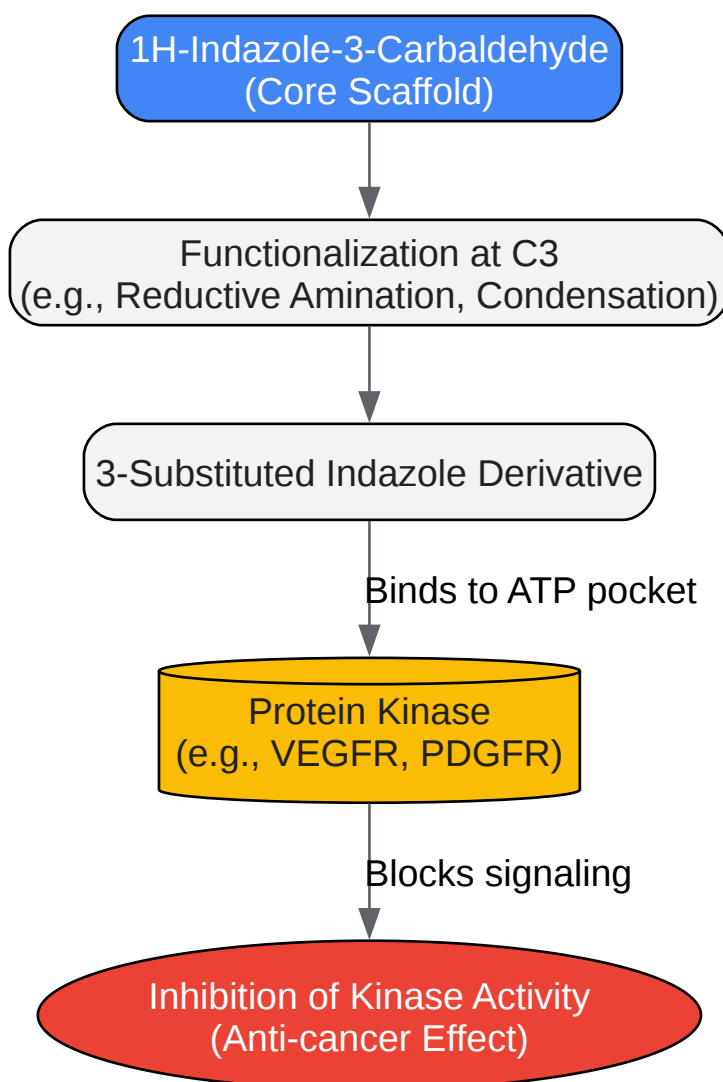 1H-Indazole-3-Carbaldehyde
(Core Scaffold)
Functionalization at C3
(e.g., Reductive Amination, Condensation)
3-Substituted Indazole Derivative
Binds to ATP pocket
Protein Kinase
(e.g., VEGFR, PDGFR)
Blocks signaling
Inhibition of Kinase Activity
(Anti-cancer Effect)